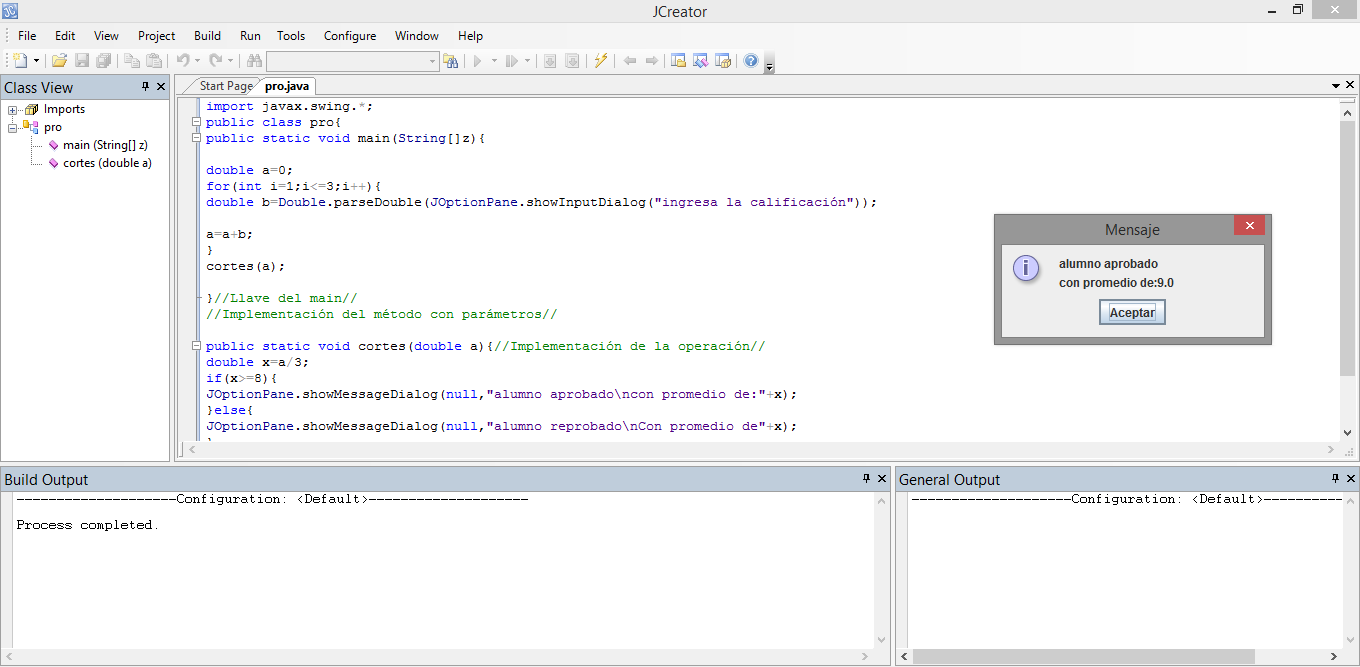 JCreator
File Edit View Project Build Run Tools Configure Window Help
Class View
Imports
pro
main (String[] z)
cortes (double a)
Start Page pro.java
import javax.swing.*;
public class pro{
public static void main(String[]z){
double a=0;
for(int i=1;i<=3;i++){
double b=Double.parseDouble(JOptionPane.showInputDialog("ingresa la calificación"));
a=a+b;
}
cortes(a);
}//Llave del main//
//Implementación del método con parámetros//
public static void cortes(double a){//Implementación de la operación//
double x=a/3;
if(x>=8){
JOptionPane.showMessageDialog(null,"alumno aprobado\ncon promedio de:"+x);
}else{
JOptionPane.showMessageDialog(null,"alumno reprobado\nCon promedio de"+x);
Mensaje
alumno aprobado
con promedio de:9.0
Aceptar
Build Output
--------------------Configuration: <Default>--------------------
Process completed.
General Output
--------------------Configuration: <Default>----------